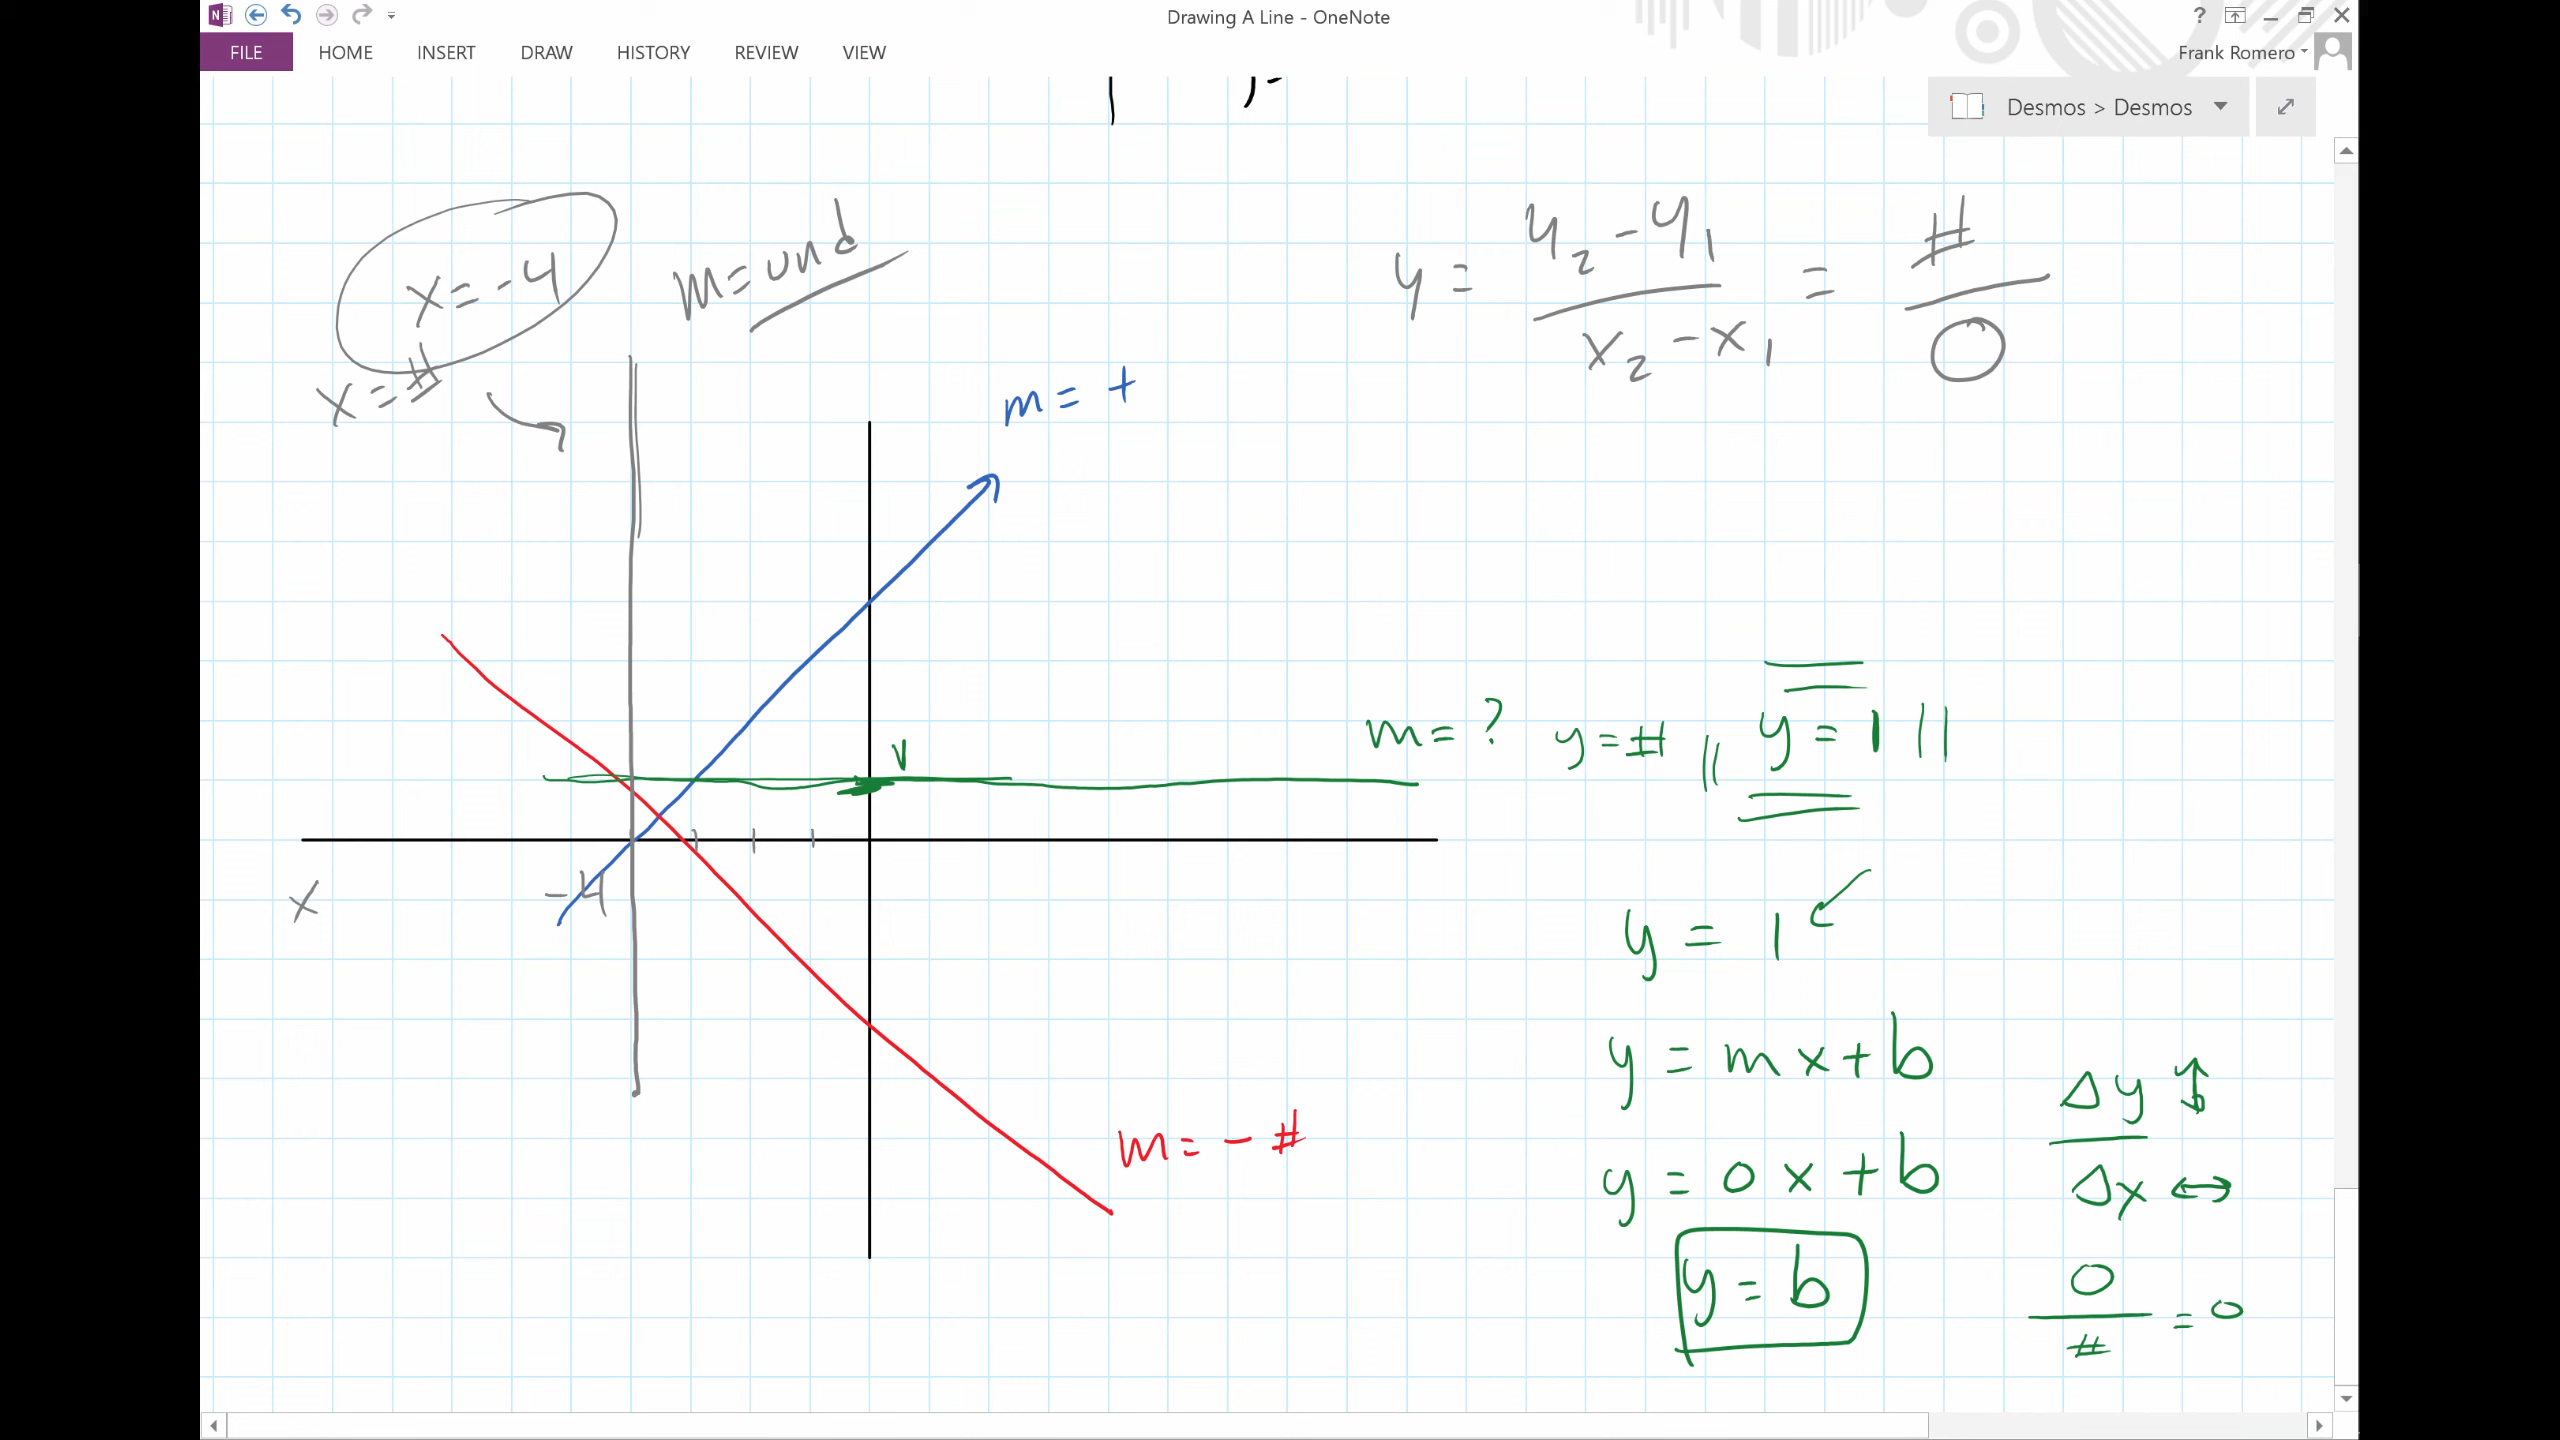 Drawing A Line - OneNote
FILE HOME INSERT DRAW HISTORY REVIEW VIEW
Frank Romero
Desmos > Desmos
x = -4
m = und
y = y₂ - y₁ / x₂ - x₁ = # / 0
x = #
m = +
m = ? y = # || y = 1 ||
-4
x
y = 1
y = mx + b
Δy / Δx
y = 0x + b
m = - #
y = b
0 / # = 0